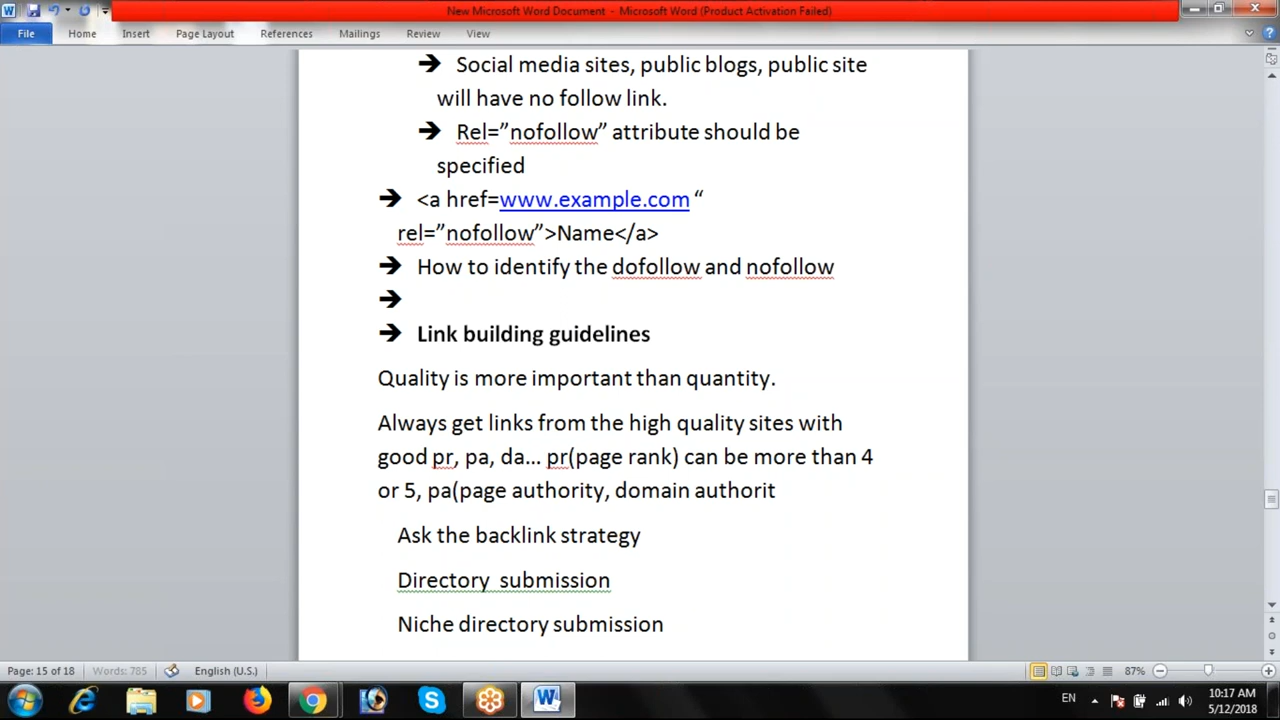 New Microsoft Word Document - Microsoft Word (Product Activation Failed)
File Home Insert Page Layout References Mailings Review View
➔ Social media sites, public blogs, public site
will have no follow link.
➔ Rel=”nofollow” attribute should be
specified
➔ <a href=www.example.com “
rel=”nofollow”>Name</a>
➔ How to identify the dofollow and nofollow
➔
➔ Link building guidelines
Quality is more important than quantity.
Always get links from the high quality sites with
good pr, pa, da... pr(page rank) can be more than 4
or 5, pa(page authority, domain authorit
Ask the backlink strategy
Directory  submission
Niche directory submission
Page: 15 of 18 Words: 785 English (U.S.) 87%
EN 10:17 AM
5/12/2018